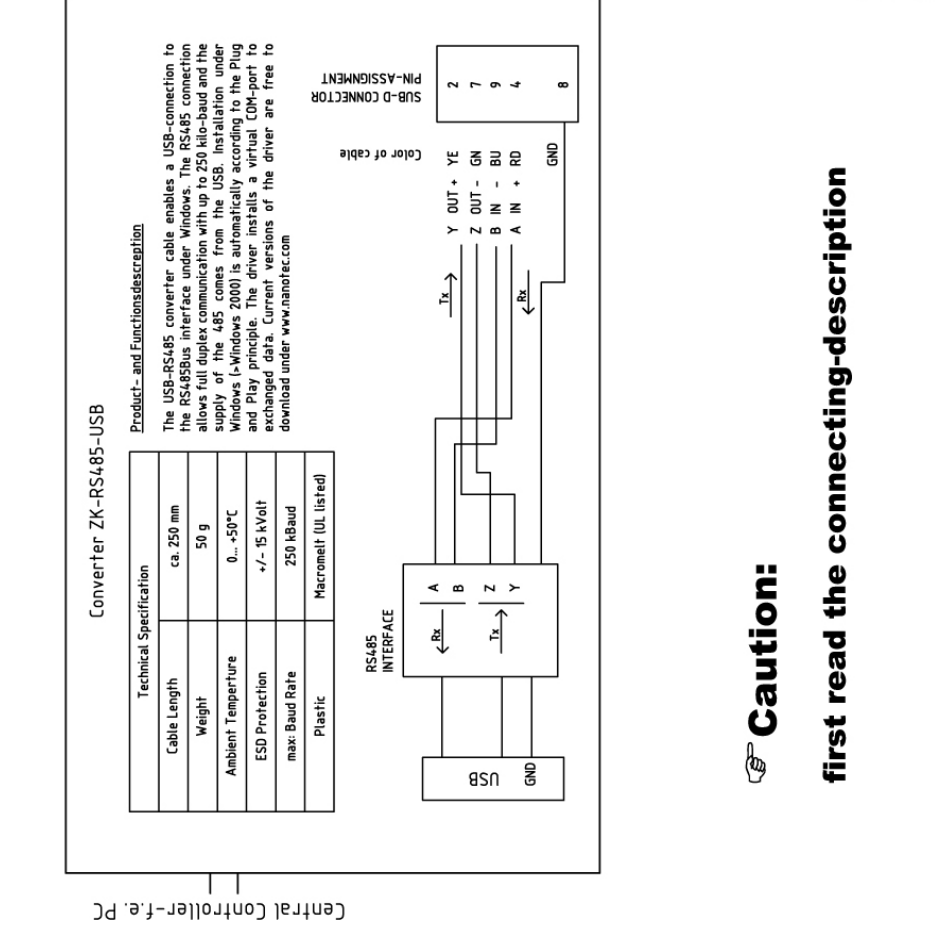 Central Controller-f.e. PC
Converter ZK-RS485-USB
Technical Specification
Cable Length ca. 250 mm
Weight 50 g
Ambient Temperture 0... +50°C
ESD Protection +/- 15 kVolt
max: Baud Rate 250 kBaud
Plastic Macromelt (UL listed)
Product- and Functionsdescreption
The USB-RS485 converter cable enables a USB-connection to
the RS485Bus interface under Windows. The RS485 connection
allows full duplex communication with up to 250 kilo-baud and the
supply of the 485 comes from the USB. Installation under
Windows (>Windows 2000) is automatically according to the Plug
and Play principle. The driver installs a virtual COM-port to
exchanged data. Current versions of the driver are free to
download under www.nanotec.com
RS485
INTERFACE
USB
GND
Rx
Tx
A
B
Z
Y
Tx
Rx
Color of cable
SUB-D CONNECTOR
PIN-ASSIGNMENT
Y OUT + YE 2
Z OUT - GN 7
B IN - BU 9
A IN + RD 4
GND 8
☞Caution:
first read the connecting-description